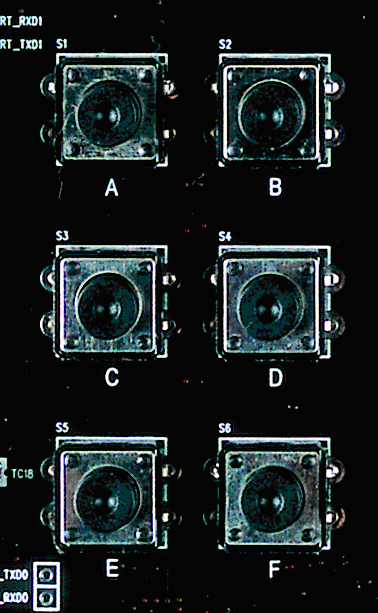 RT_RXD1
RT_TXD1
S1
S2
A
B
S3
S4
C
D
S5
S6
TC18
E
F
_TXD0
_RXD0